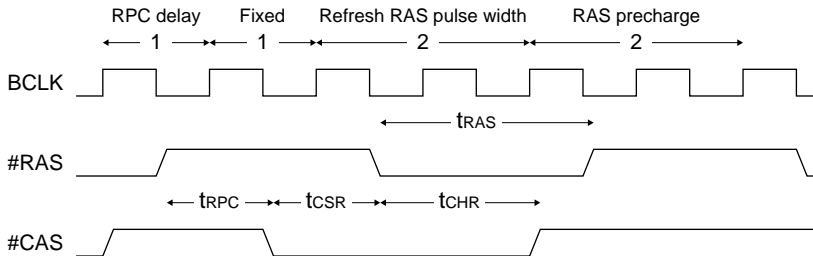 RPC delay Fixed Refresh RAS pulse width RAS precharge
1 1 2 2
BCLK
tRAS
#RAS
tRPC tCSR tCHR
#CAS